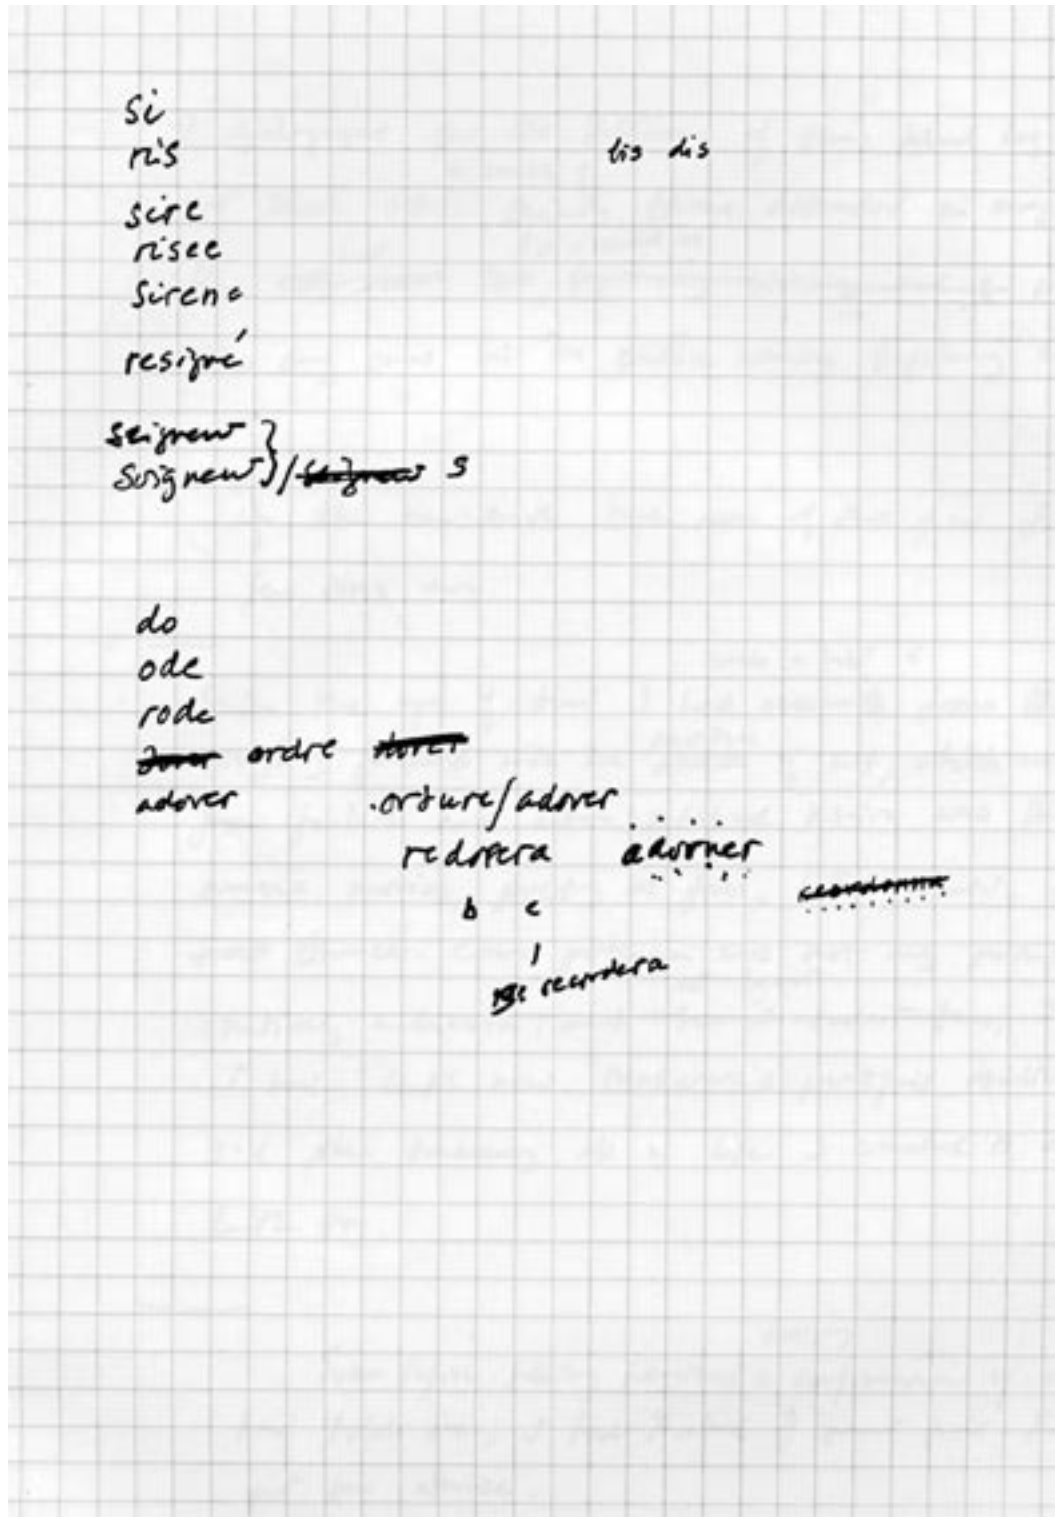 si
ris lis dis
sire
risee
sirene
resigné
seigneur }
soigneur } / s
do
ode
rode
ordre
adorer .ordure/adorer
redorera adorner
b c
l
recordera